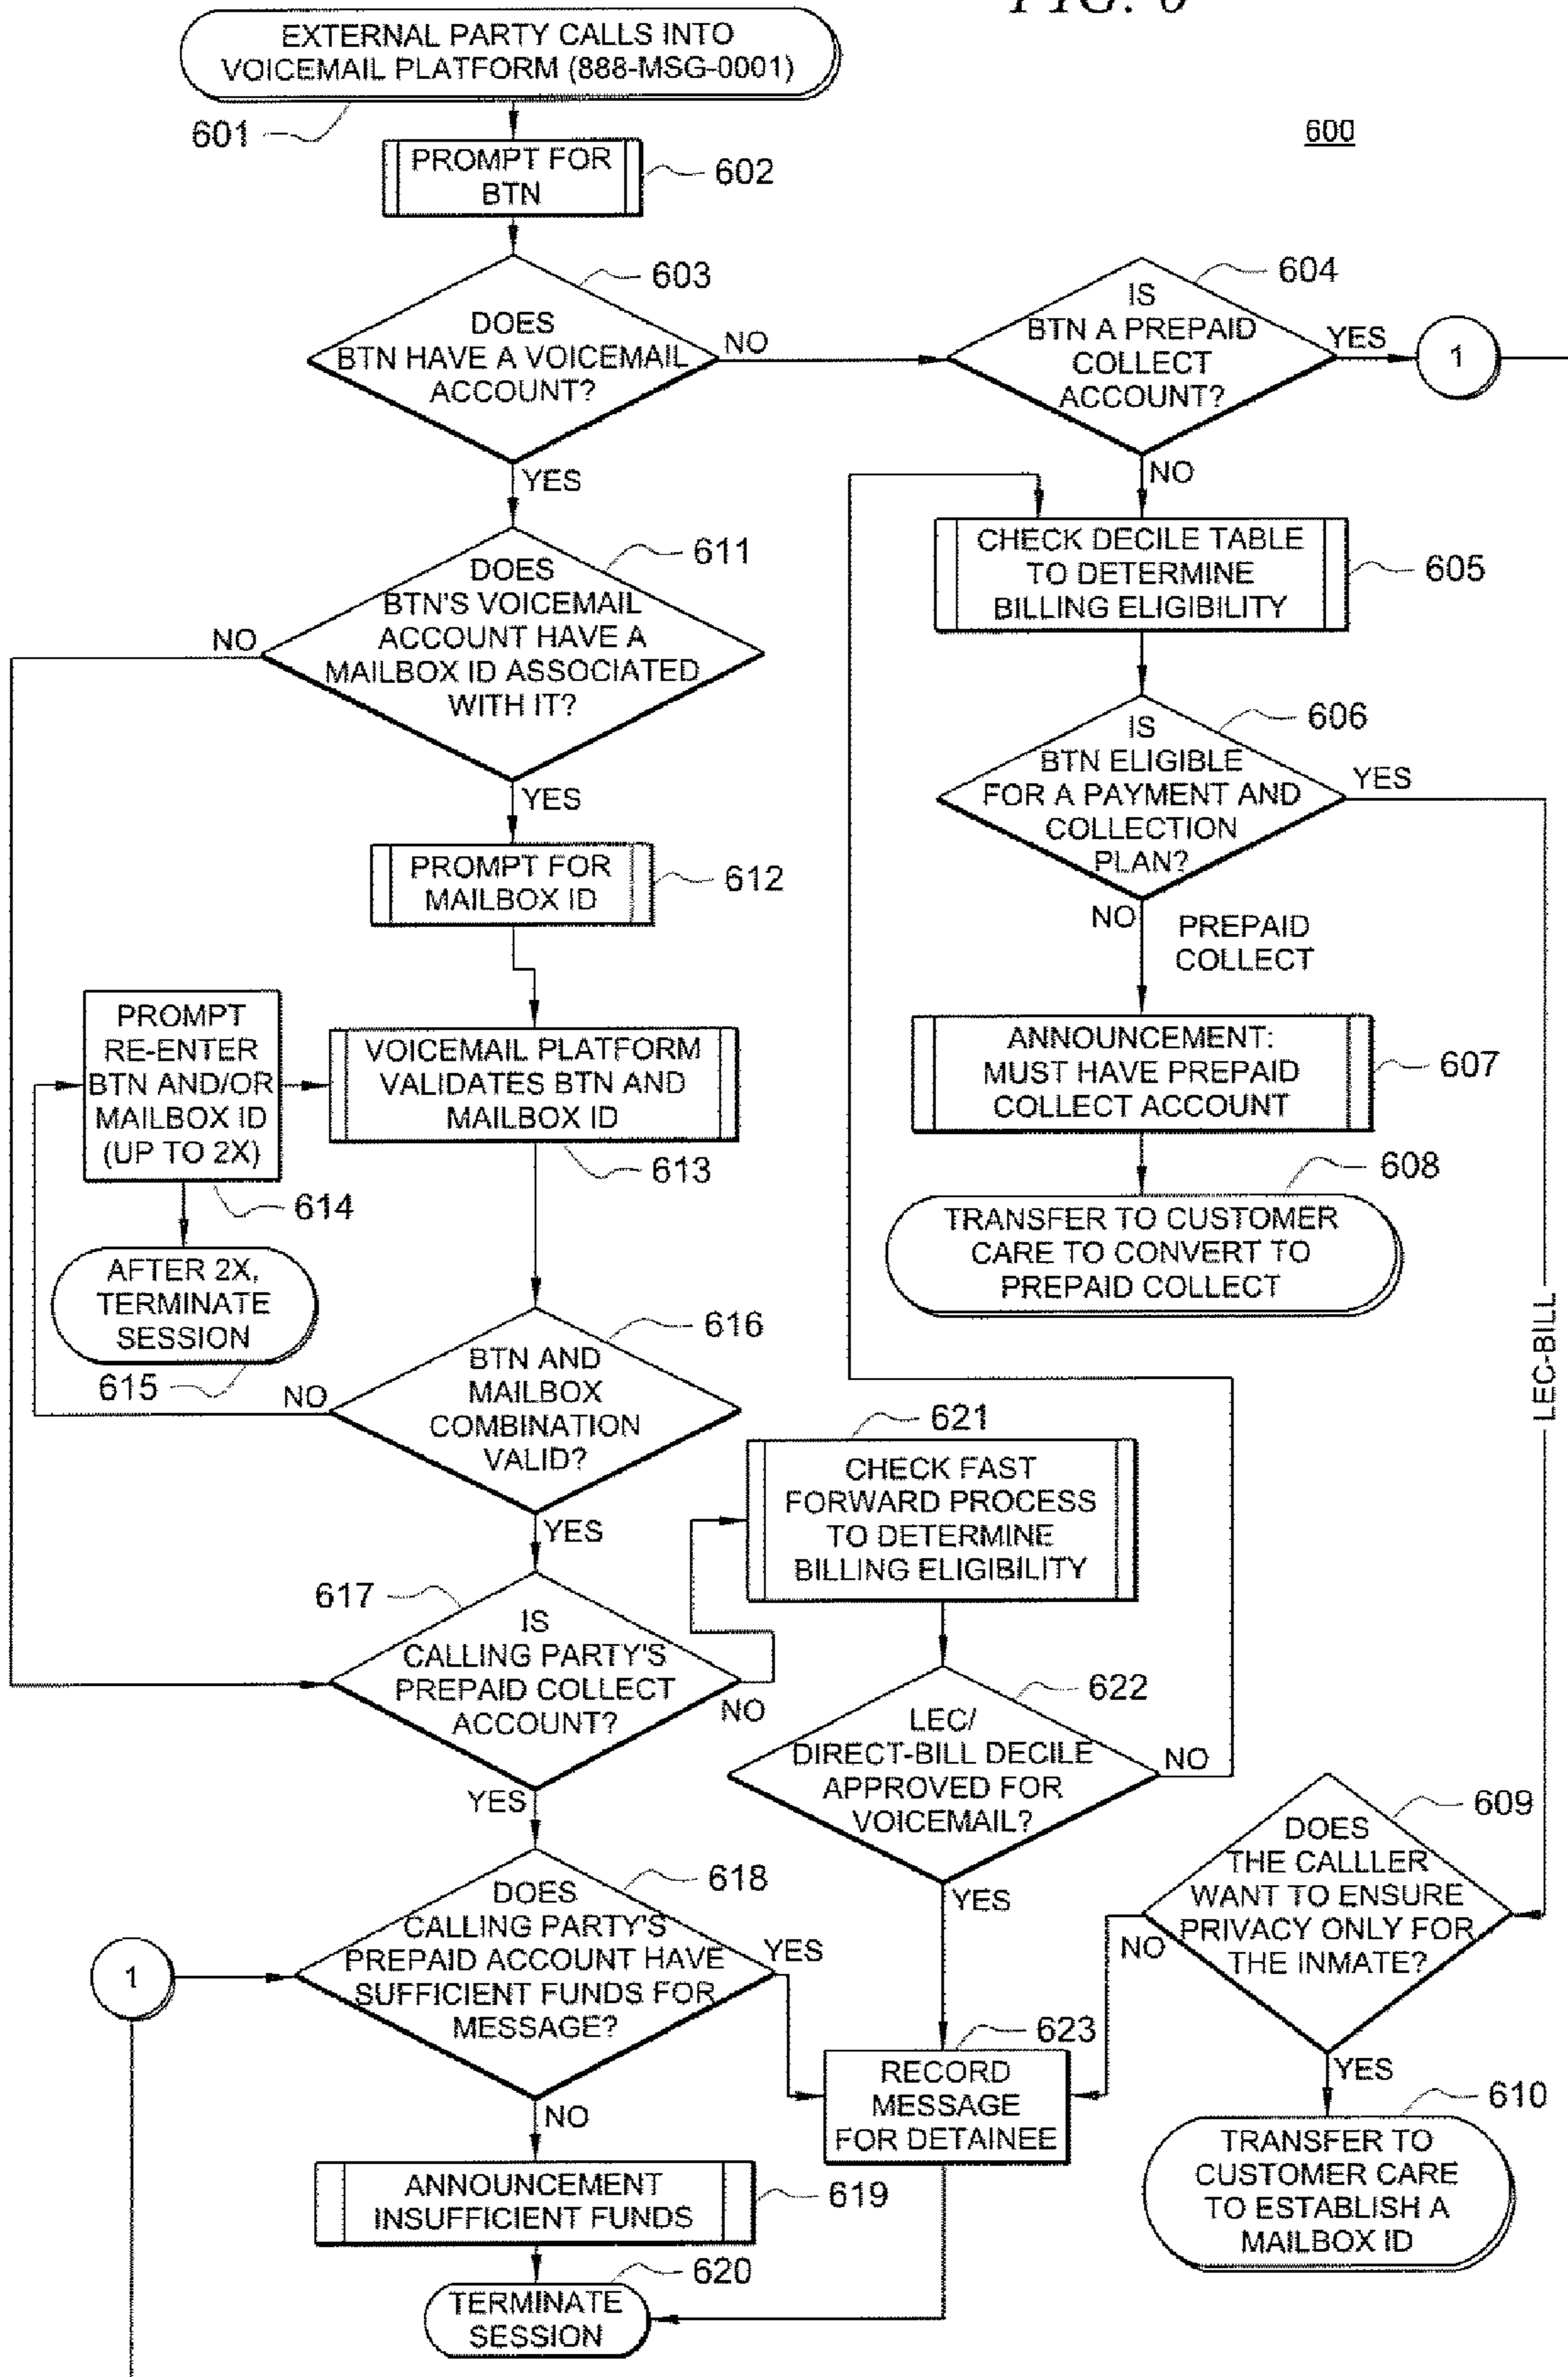 FIG. 6
EXTERNAL PARTY CALLS INTO
VOICEMAIL PLATFORM (888-MSG-0001)
601
600
PROMPT FOR
BTN
602
603
DOES
BTN HAVE A VOICEMAIL
ACCOUNT?
NO
YES
604
IS
BTN A PREPAID
COLLECT
ACCOUNT?
YES
1
NO
CHECK DECILE TABLE
TO DETERMINE
BILLING ELIGIBILITY
605
611
DOES
BTN'S VOICEMAIL
ACCOUNT HAVE A
MAILBOX ID ASSOCIATED
WITH IT?
NO
YES
606
IS
BTN ELIGIBLE
FOR A PAYMENT AND
COLLECTION
PLAN?
YES
NO
PREPAID
COLLECT
PROMPT FOR
MAILBOX ID
612
PROMPT
RE-ENTER
BTN AND/OR
MAILBOX ID
(UP TO 2X)
614
VOICEMAIL PLATFORM
VALIDATES BTN AND
MAILBOX ID
613
ANNOUNCEMENT:
MUST HAVE PREPAID
COLLECT ACCOUNT
607
608
TRANSFER TO CUSTOMER
CARE TO CONVERT TO
PREPAID COLLECT
AFTER 2X,
TERMINATE
SESSION
615
LEC-BILL
616
BTN AND
MAILBOX
COMBINATION
VALID?
NO
YES
621
CHECK FAST
FORWARD PROCESS
TO DETERMINE
BILLING ELIGIBILITY
617
IS
CALLING PARTY'S
PREPAID COLLECT
ACCOUNT?
NO
YES
622
LEC/
DIRECT-BILL DECILE
APPROVED FOR
VOICEMAIL?
NO
YES
609
DOES
THE CALLLER
WANT TO ENSURE
PRIVACY ONLY FOR
THE INMATE?
NO
YES
618
DOES
CALLING PARTY'S
PREPAID ACCOUNT HAVE
SUFFICIENT FUNDS FOR
MESSAGE?
YES
1
NO
623
RECORD
MESSAGE
FOR DETAINEE
610
TRANSFER TO
CUSTOMER CARE
TO ESTABLISH A
MAILBOX ID
ANNOUNCEMENT
INSUFFICIENT FUNDS
619
620
TERMINATE
SESSION